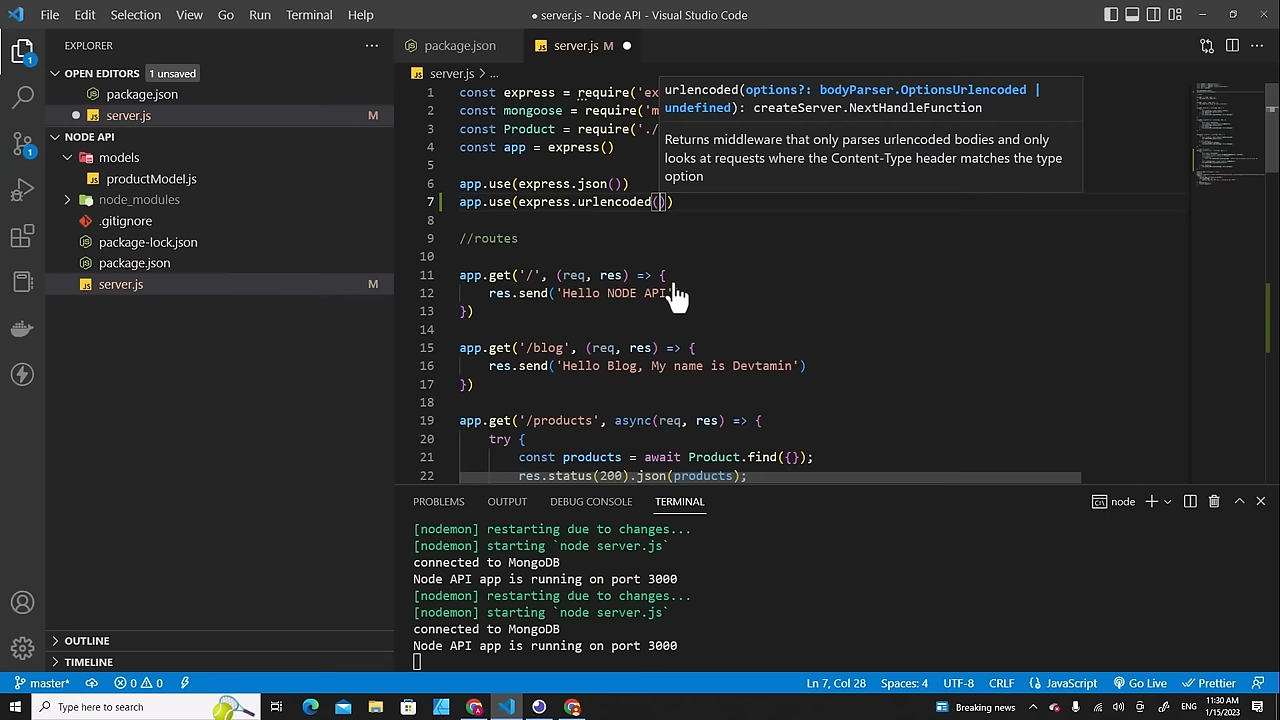 File Edit Selection View Go Run Terminal Help
● server.js - Node API - Visual Studio Code
EXPLORER
OPEN EDITORS 1 unsaved
package.json
server.js M
NODE API
models
productModel.js
node_modules
.gitignore
package-lock.json
package.json
server.js M
OUTLINE
TIMELINE
package.json
server.js M
server.js > ...
1 const express = require('ex
2 const mongoose = require('m
3 const Product = require('./
4 const app = express()
5
6 app.use(express.json())
7 app.use(express.urlencoded())
8
9 //routes
10
11 app.get('/', (req, res) => {
12 res.send('Hello NODE API'
13 })
14
15 app.get('/blog', (req, res) => {
16 res.send('Hello Blog, My name is Devtamin')
17 })
18
19 app.get('/products', async(req, res) => {
20 try {
21 const products = await Product.find({});
22 res.status(200).json(products);
urlencoded(options?: bodyParser.OptionsUrlencoded |
undefined): createServer.NextHandleFunction
Returns middleware that only parses urlencoded bodies and only
looks at requests where the Content-Type header matches the type
option
PROBLEMS OUTPUT DEBUG CONSOLE TERMINAL
node
[nodemon] restarting due to changes...
[nodemon] starting `node server.js`
connected to MongoDB
Node API app is running on port 3000
[nodemon] restarting due to changes...
[nodemon] starting `node server.js`
connected to MongoDB
Node API app is running on port 3000
master* 0 0
Ln 7, Col 28 Spaces: 4 UTF-8 CRLF JavaScript Go Live Prettier
Type here to search
Breaking news
ENG
11:30 AM
1/15/2023